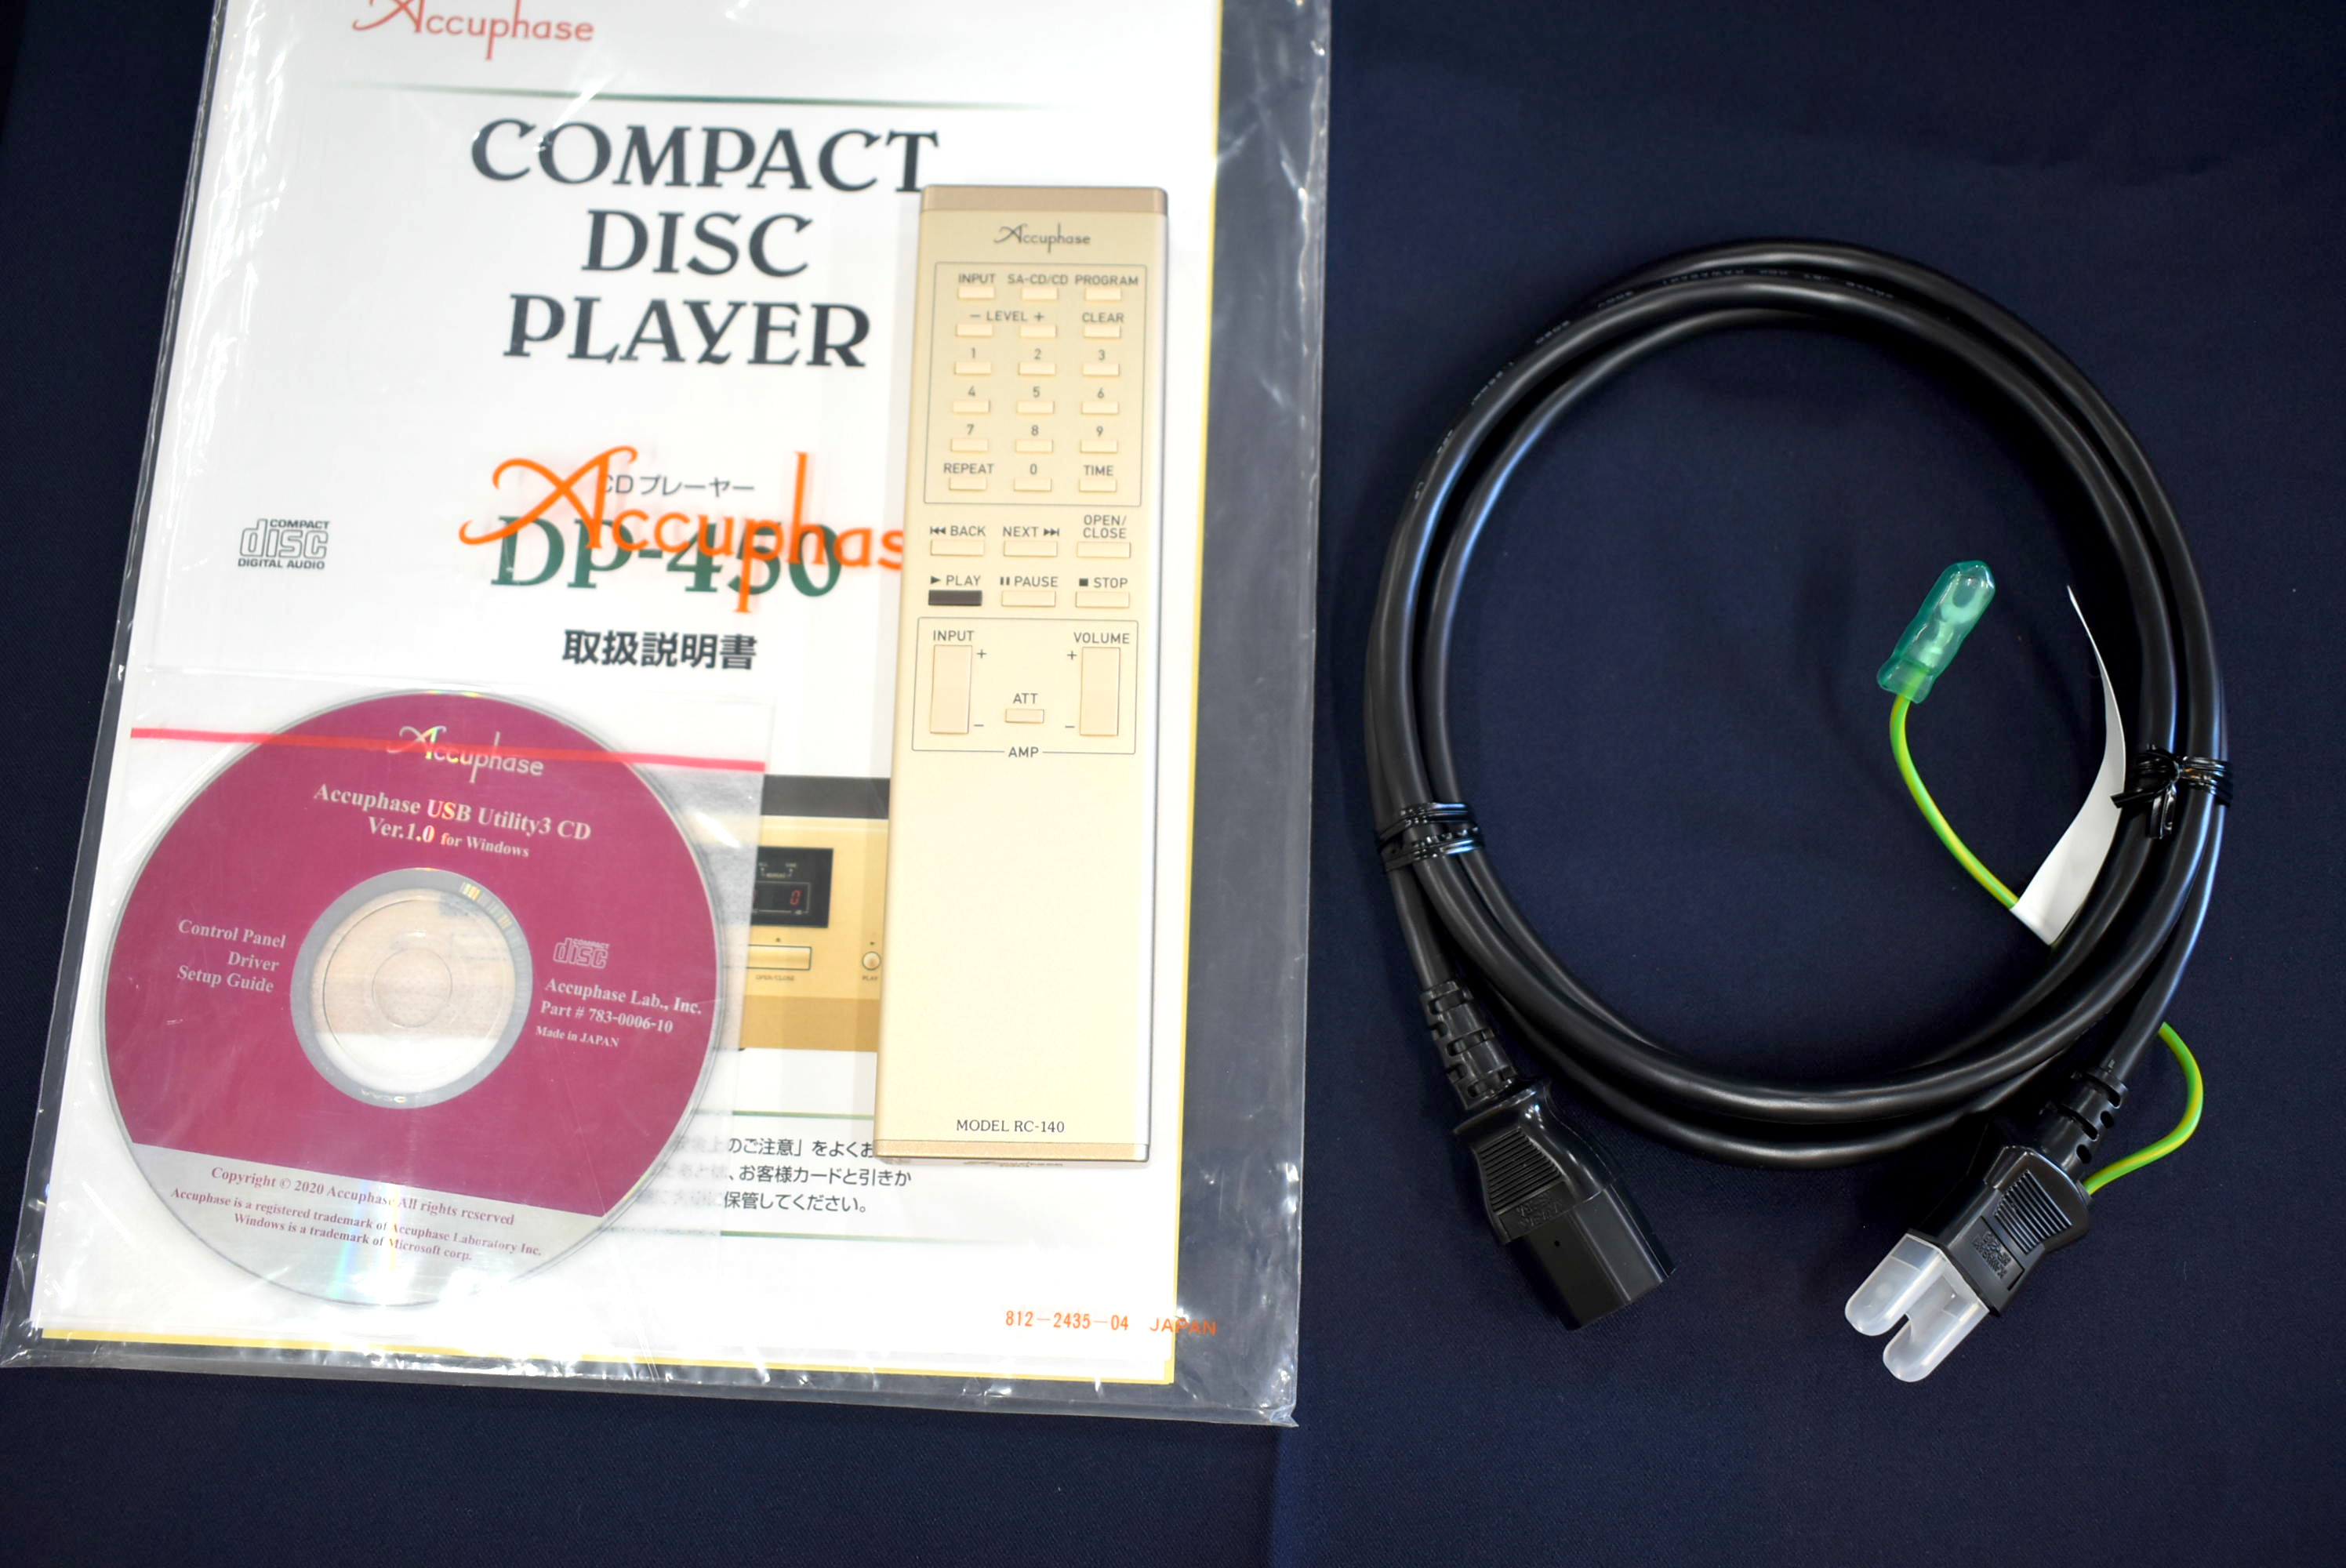 Accuphase
COMPACT
DISC
PLAYER
CDプレーヤー
DP-450
Accuphas
取扱説明書
COMPACT
disc
DIGITAL AUDIO
Accuphase
INPUT SA-CD/CD PROGRAM
− LEVEL + CLEAR
1 2 3
4 5 6
7 8 9
REPEAT 0 TIME
⏮ BACK NEXT ⏭ OPEN/
CLOSE
▶ PLAY ⏸ PAUSE ■ STOP
INPUT VOLUME
+ +
ATT
− −
AMP
MODEL RC-140
Accuphase
Accuphase USB Utility3 CD
Ver.1.0 for Windows
Control Panel
Driver
Setup Guide
COMPACT
disc
Accuphase Lab., Inc.
Part # 783-0006-10
Made in JAPAN
Copyright © 2020 Accuphase All rights reserved
Accuphase is a registered trademark of Accuphase Laboratory Inc.
Windows is a trademark of Microsoft corp.
0
OPEN/CLOSE
PLAY
上のご注意」をよくお
、お客様カードと引きか
保管してください。
812-2435-04 JAPAN